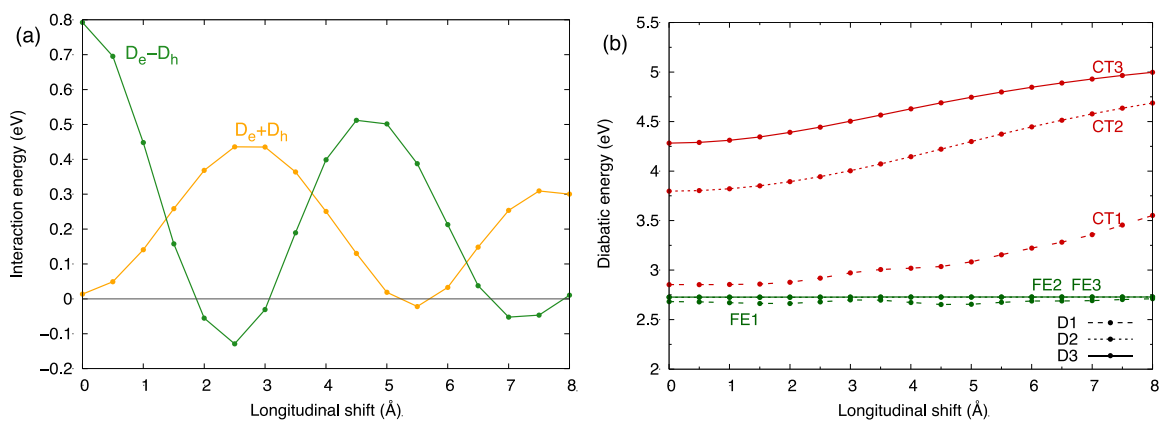 (a)
Interaction energy (eV)
0.8
0.7
0.6
0.5
0.4
0.3
0.2
0.1
0
−0.1
−0.2
Dₑ−Dₕ
Dₑ+Dₕ
0 1 2 3 4 5 6 7 8
Longitudinal shift (Å).
(b)
Diabatic energy (eV)
5.5
5
4.5
4
3.5
3
2.5
2
CT3
CT2
CT1
FE2 FE3
FE1
D1
D2
D3
0 1 2 3 4 5 6 7 8
Longitudinal shift (Å).